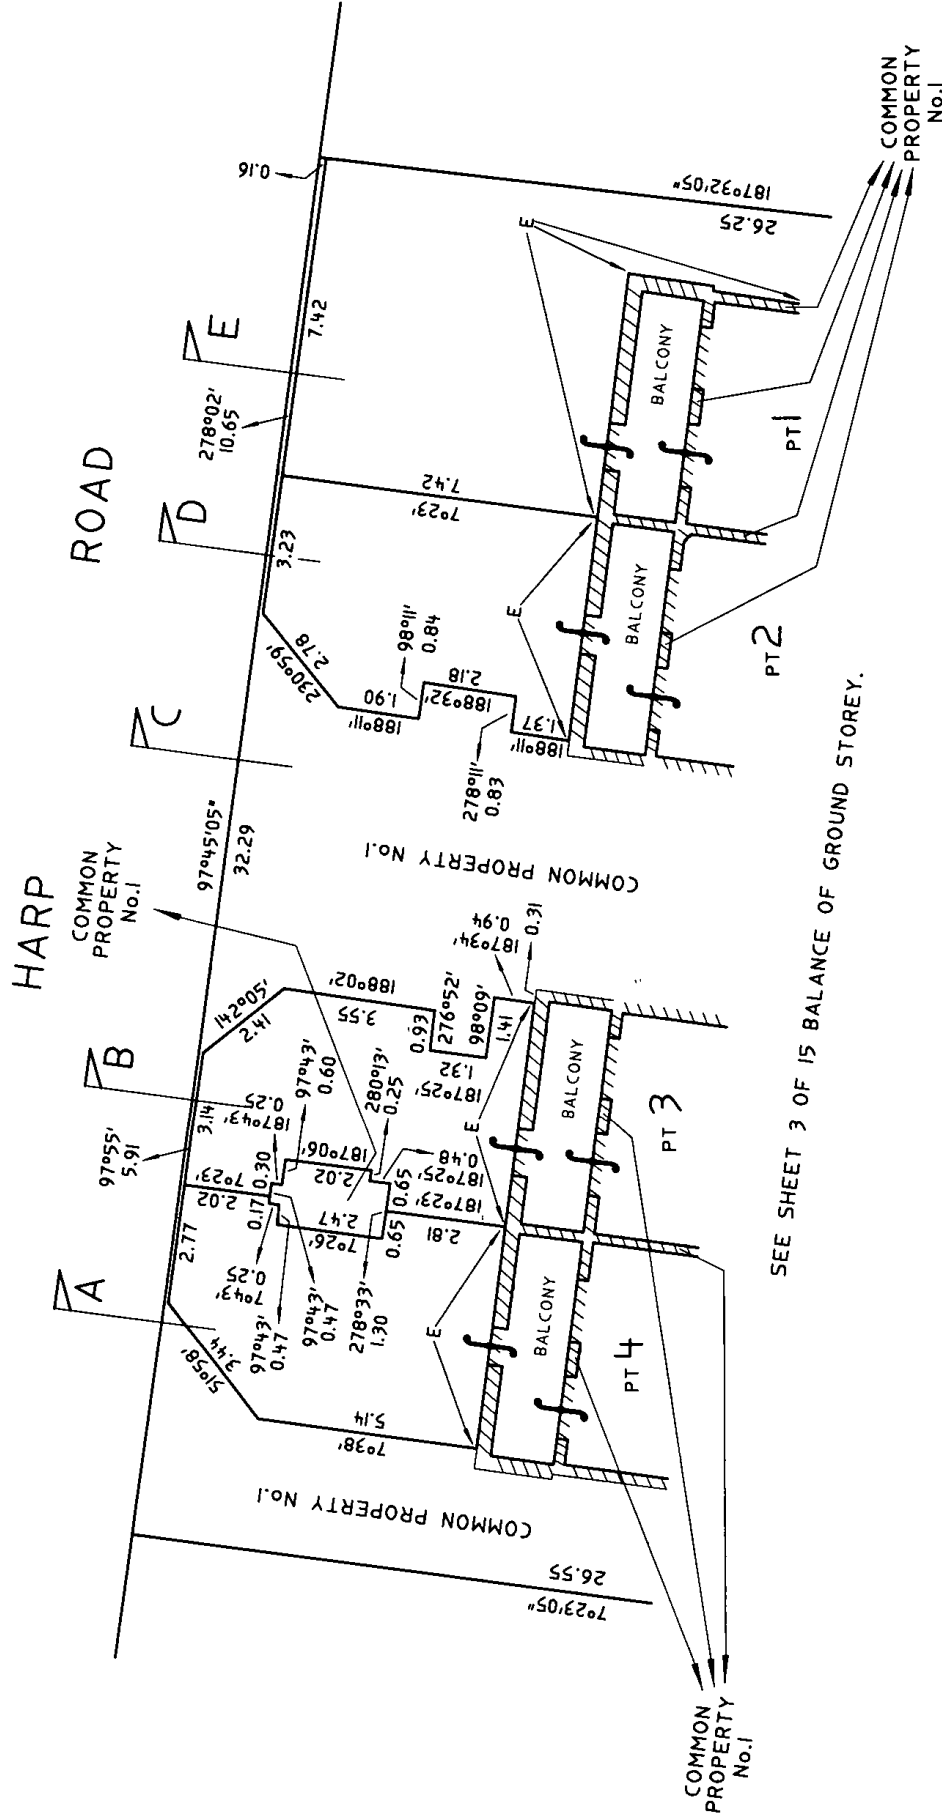 HARP ROAD
A
B
C
D
E
97°45'05"
32.29
97°55'
5.91
278°02'
10.65
0.16
COMMON
PROPERTY
No.1
2.77
3.14
3.23
7.42
51°58'
3.44
7°38'
5.14
7°23'
2.02
0.17
0.30
187°43'
0.25
97°43'
0.60
187°06'
2.02
280°13'
0.25
7°43'
0.25
97°43'
0.47
97°43'
0.47
7°26'
2.47
278°33'
1.30
0.65
0.65
0.48
187°25'
187°23'
2.81
142°05'
2.41
188°02'
3.55
0.93
276°52'
1.32
187°25'
98°09'
1.41
187°34'
0.94
0.31
230°59'
2.78
188°11'
1.90
98°11'
0.84
188°32'
2.18
278°11'
0.83
188°11'
1.37
7°23'
7.42
187°32'05"
26.25
7°23'05"
26.55
COMMON PROPERTY No.1
COMMON PROPERTY No.1
E
E
E
E
BALCONY
BALCONY
BALCONY
BALCONY
PT 4
PT 3
PT 2
PT 1
COMMON
PROPERTY
No.1
COMMON
PROPERTY
No.1
SEE SHEET 3 OF 15 BALANCE OF GROUND STOREY.